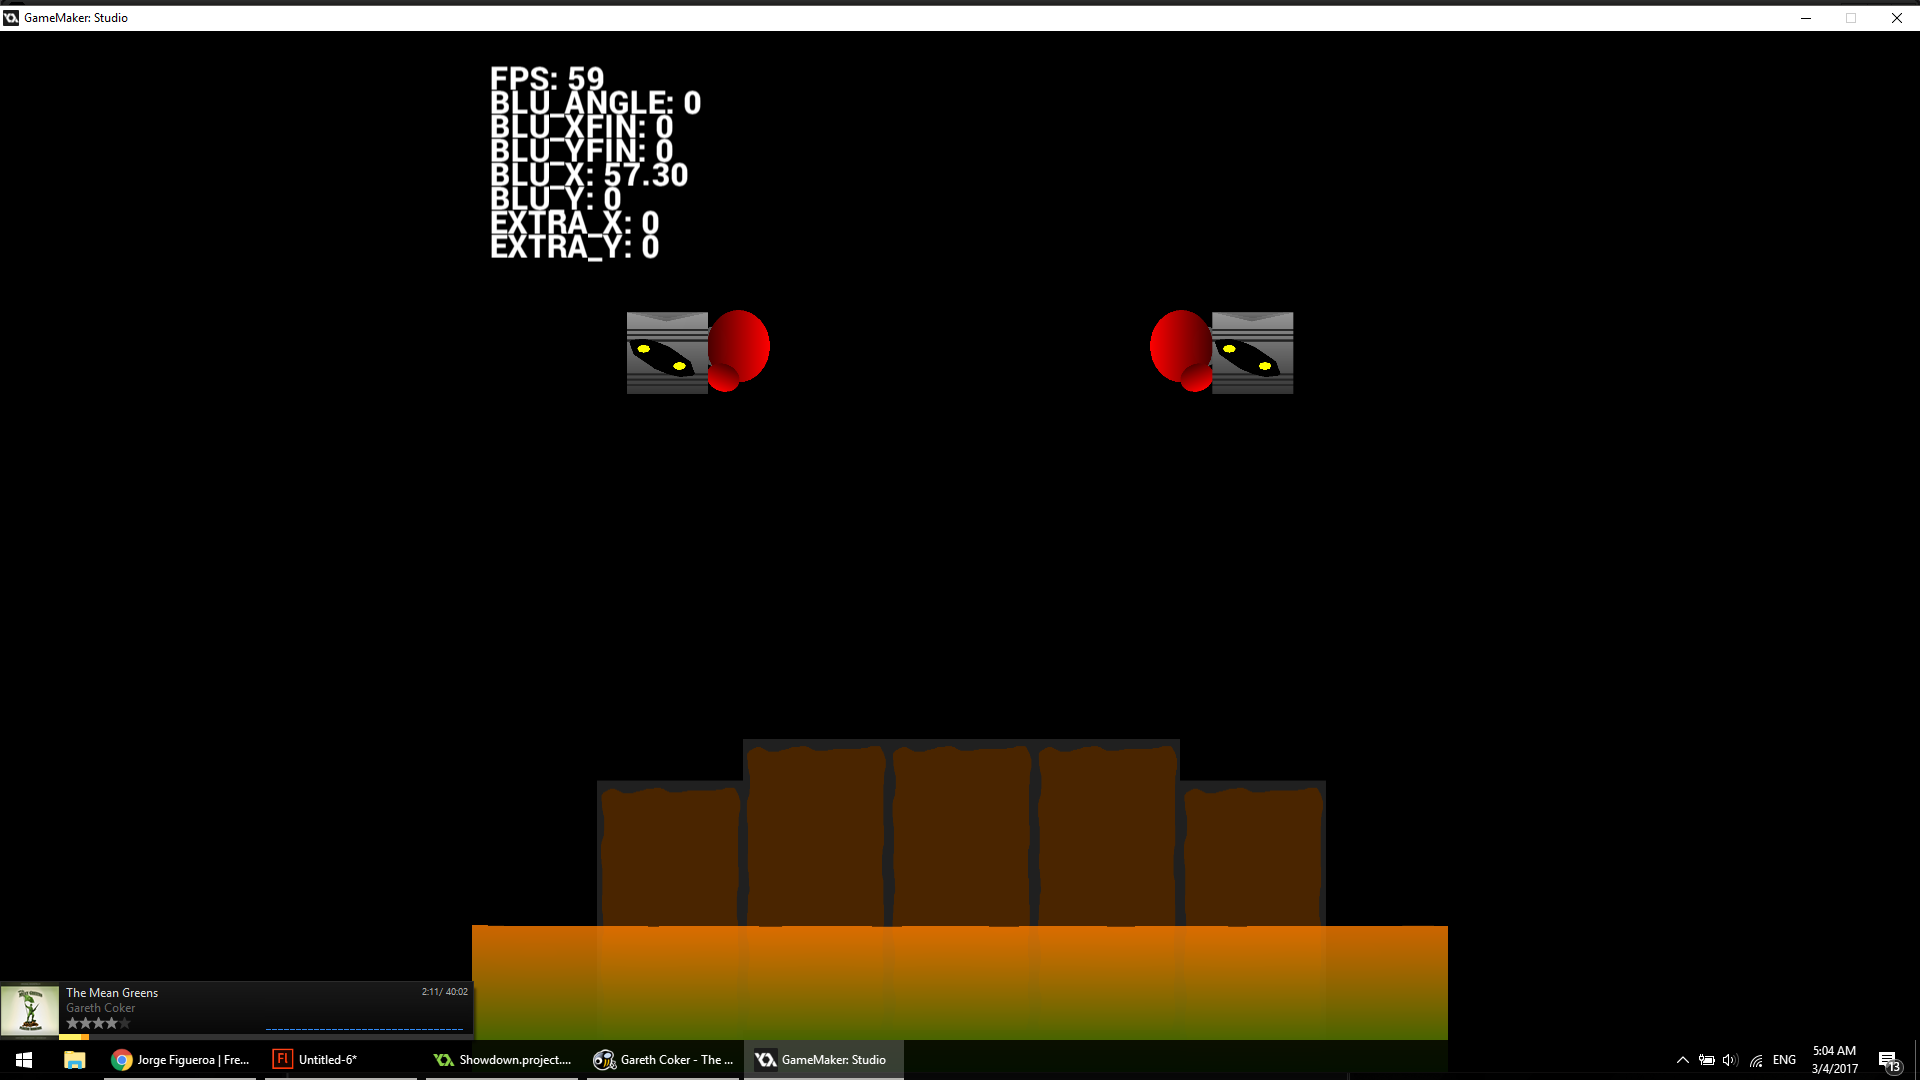 GameMaker: Studio
FPS: 59
BLU_ANGLE: 0
BLU_XFIN: 0
BLU_YFIN: 0
BLU_X: 57.30
BLU_Y: 0
EXTRA_X: 0
EXTRA_Y: 0
The Mean Greens
2:11/ 40:02
Gareth Coker
Jorge Figueroa | Fre...
Fl
Untitled-6*
Showdown.project....
Gareth Coker - The ...
GameMaker: Studio
ENG
5:04 AM
3/4/2017
13